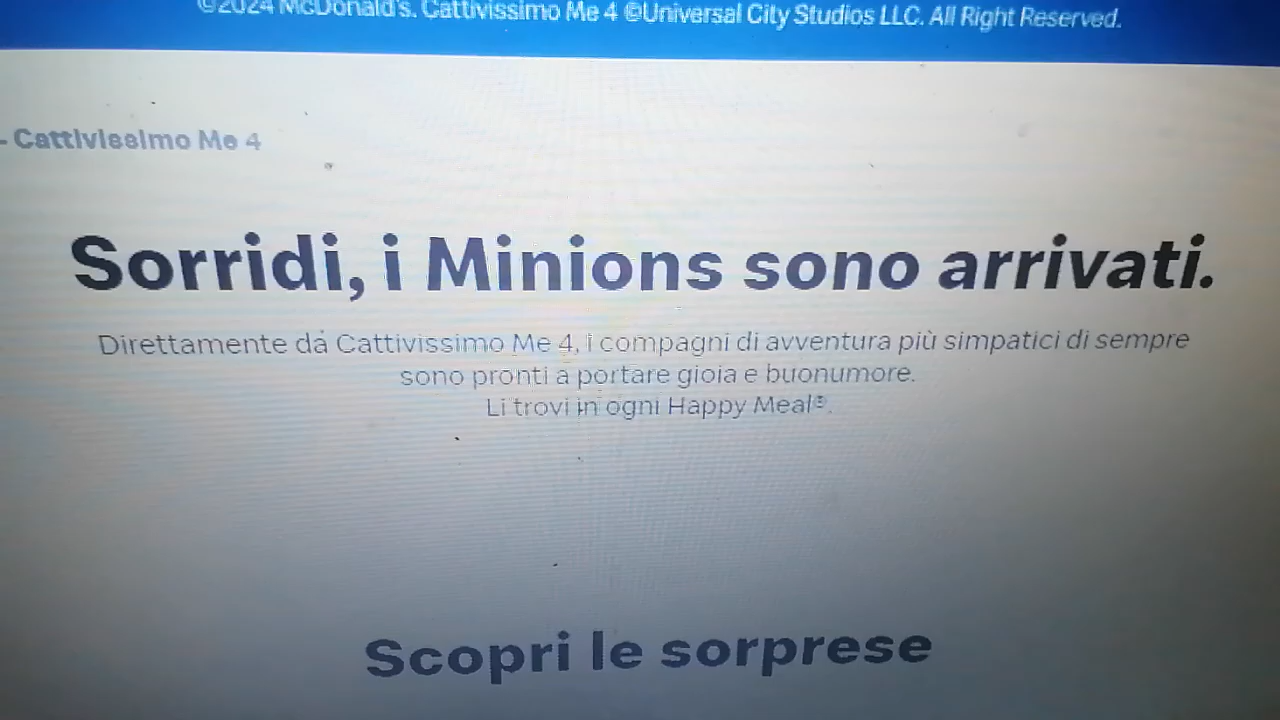 ©2024 McDonald's. Cattivissimo Me 4 ©Universal City Studios LLC. All Right Reserved.
- Cattivissimo Me 4
Sorridi, i Minions sono arrivati.
Direttamente da Cattivissimo Me 4, i compagni di avventura più simpatici di sempre
sono pronti a portare gioia e buonumore.
Li trovi in ogni Happy Meal®.
Scopri le sorprese